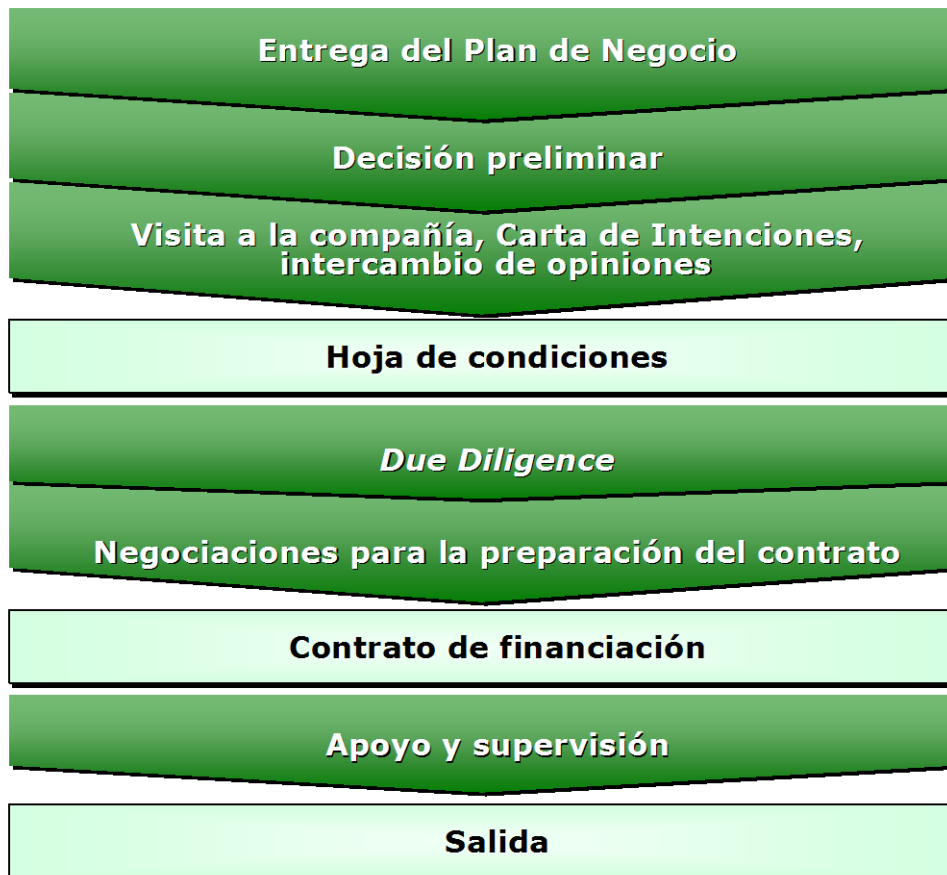 Entrega del Plan de Negocio
Decisión preliminar
Visita a la compañía, Carta de Intenciones,
intercambio de opiniones
Hoja de condiciones
Due Diligence
Negociaciones para la preparación del contrato
Contrato de financiación
Apoyo y supervisión
Salida